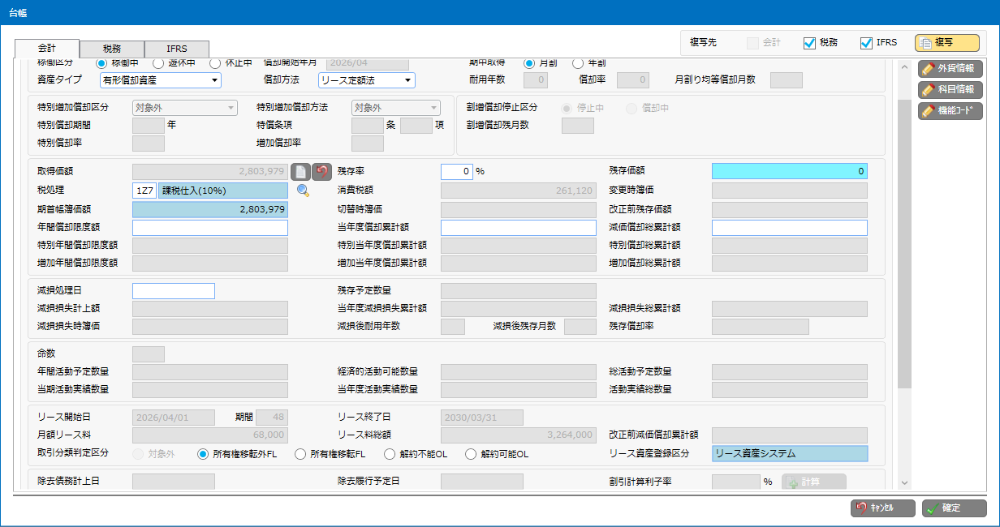 台帳
会計 税務 IFRS 複写先 会計 税務 IFRS 複写
稼働区分 稼働中 遊休中 休止中 償却開始年月 2026/04 期中取得 月割 年割 外貨情報
資産タイプ 有形償却資産 償却方法 リース定額法 耐用年数 0 償却率 0 月割り均等償却月数 科目情報
機能ｺｰﾄﾞ
特別増加償却区分 対象外 特別増加償却方法 対象外 割増償却停止区分 停止中 償却中
特別償却期間 年 特償条項 条 項 割増償却残月数
特別償却率 増加償却率
取得価額 2,803,979 残存率 0 % 残存価額 0
税処理 1Z7 課税仕入(10%) 消費税額 261,120 変更時簿価
期首帳簿価額 2,803,979 切替時簿価 改正前残存価額
年間償却限度額 当年度償却累計額 減価償却総累計額
特別年間償却限度額 特別当年度償却累計額 特別償却総累計額
増加年間償却限度額 増加当年度償却累計額 増加償却総累計額
減損処理日 残存予定数量
減損損失計上額 当年度減損損失累計額 減損損失総累計額
減損損失時簿価 減損後耐用年数 減損後残存月数 残存償却率
命数
年間活動予定数量 経済的活動可能数量 総活動予定数量
当期活動実績数量 当年度活動実績数量 活動実績総数量
リース開始日 2026/04/01 期間 48 リース終了日 2030/03/31
月額リース料 68,000 リース料総額 3,264,000 改正前減価償却累計額
取引分類判定区分 対象外 所有権移転外FL 所有権移転FL 解約不能OL 解約可能OL リース資産登録区分 リース資産システム
除去債務計上日 除去履行予定日 割引計算利子率 % 計算
ｷｬﾝｾﾙ 確定